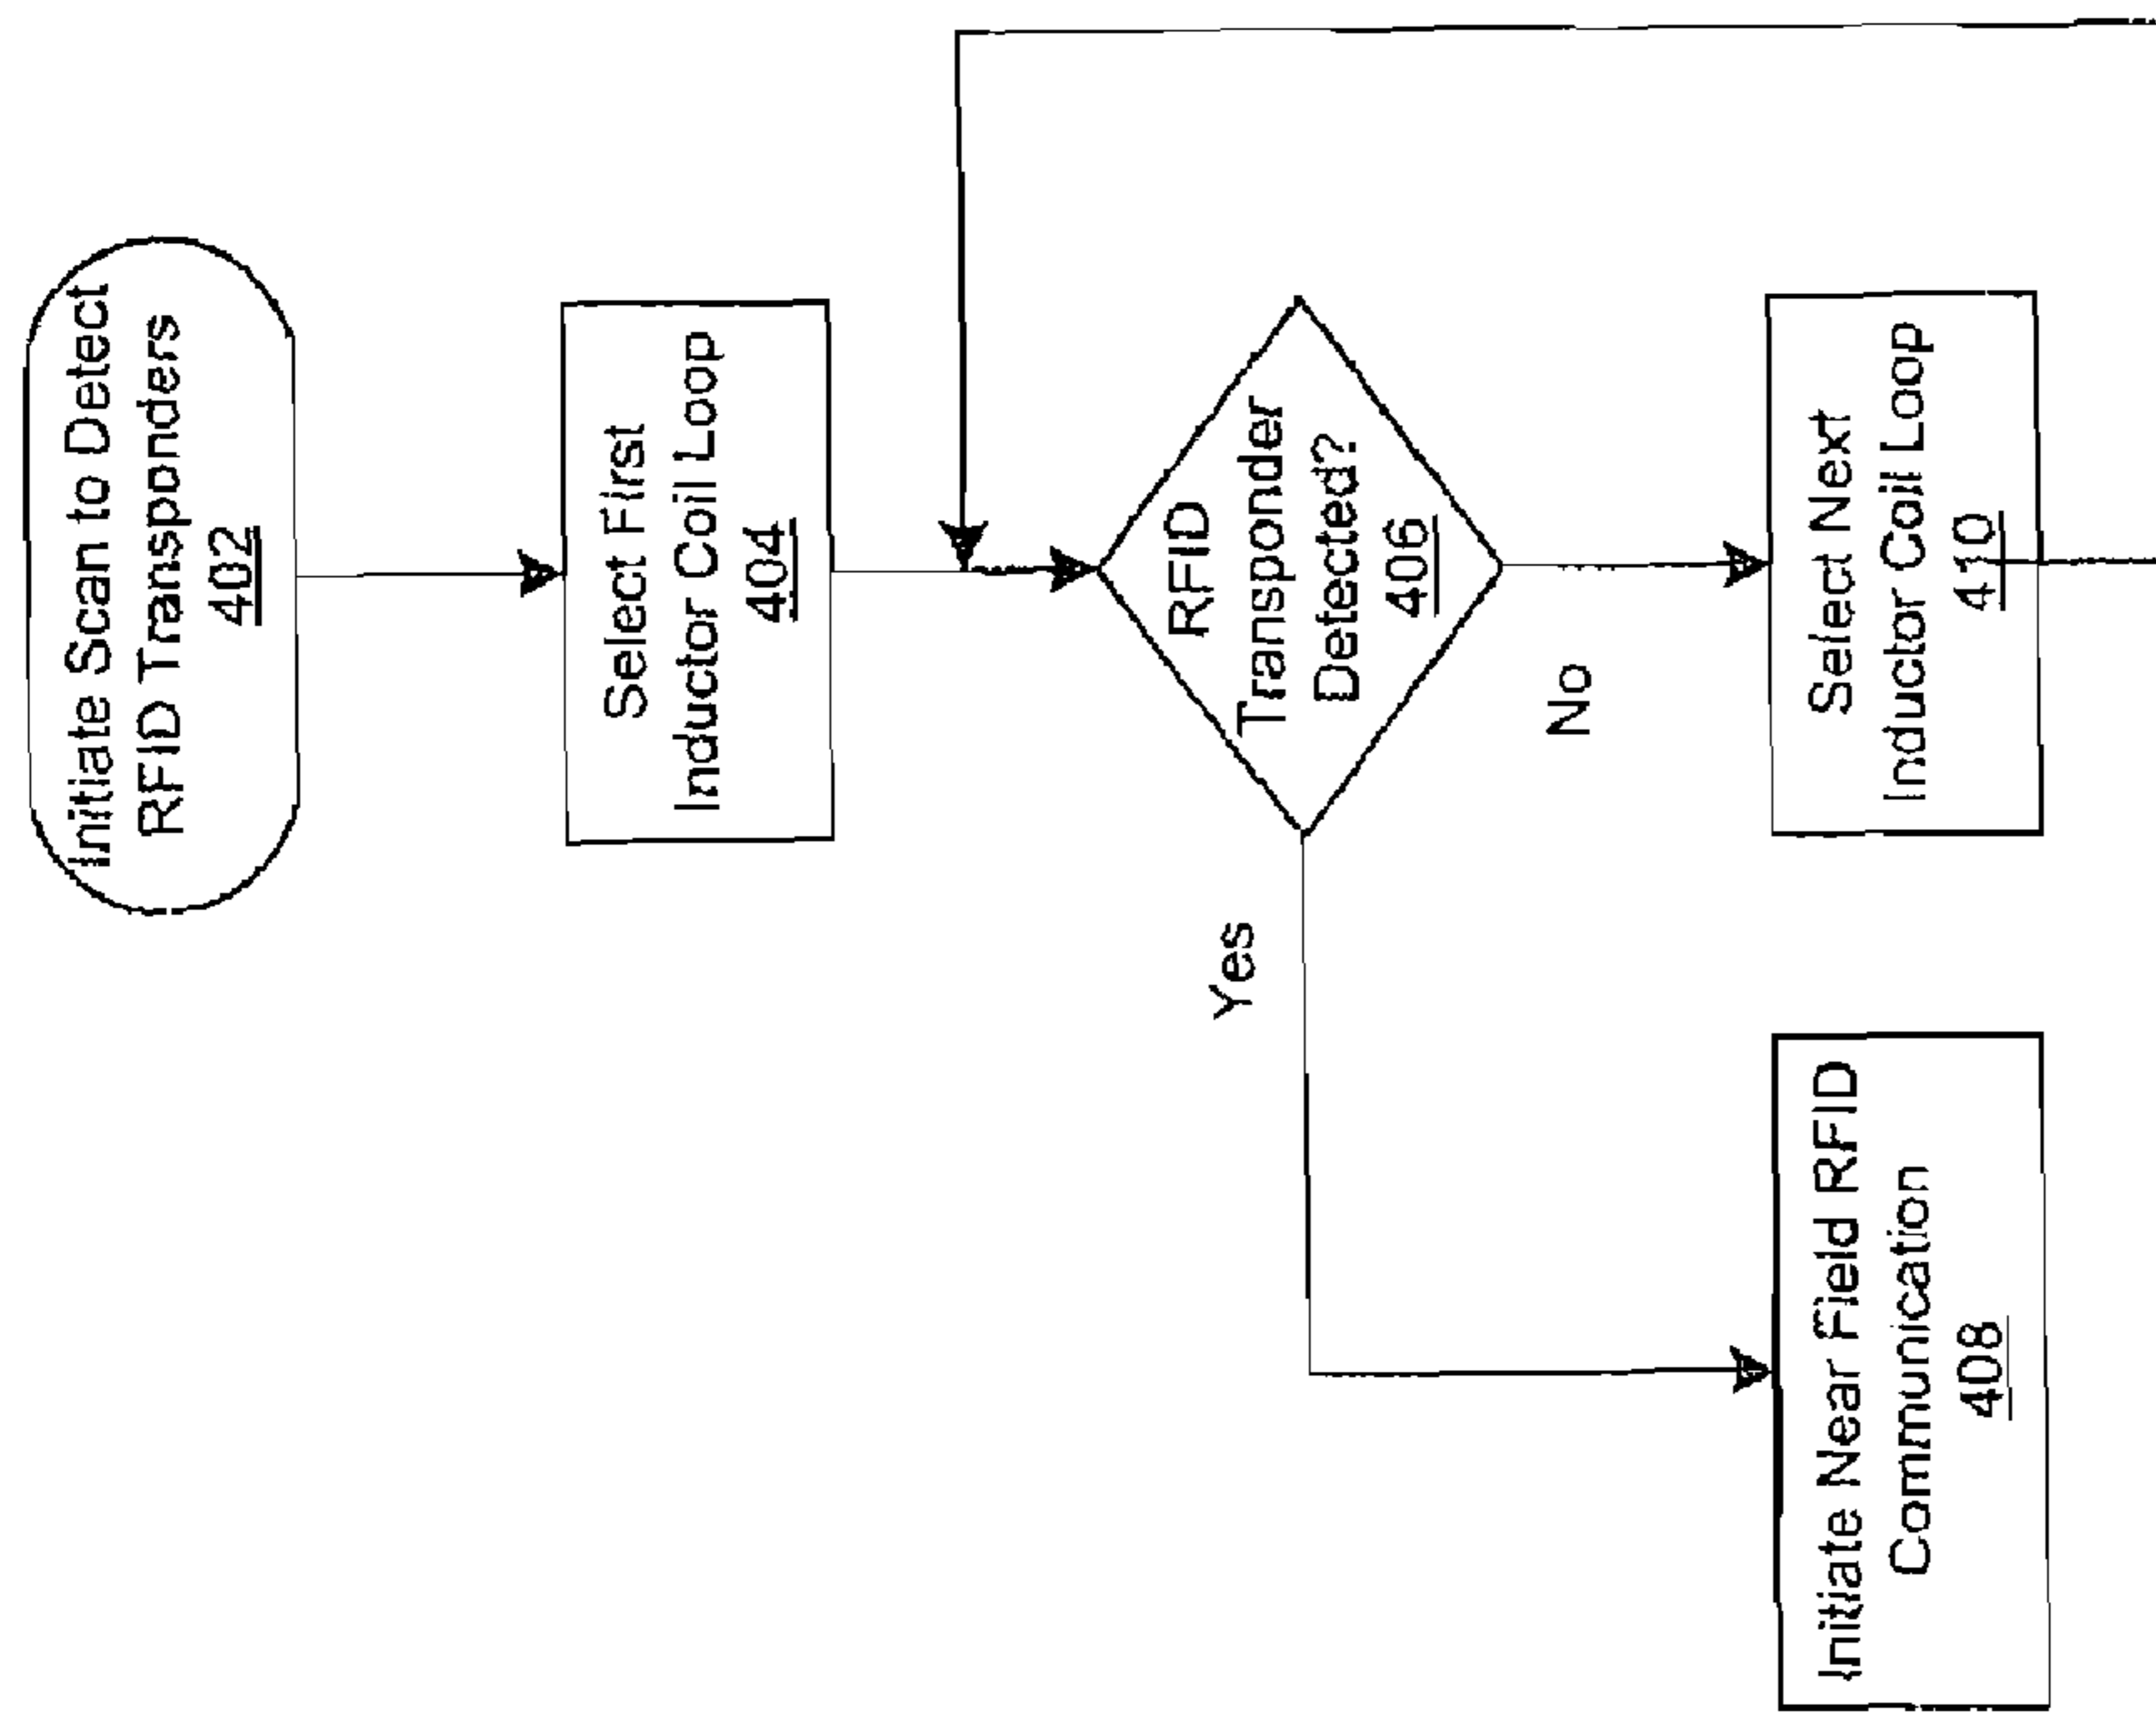 Initiate Scan to Detect
RFID Transponders
402
Select First
Inductor Coil Loop
404
RFID
Transponder
Detected?
406
Yes
No
Initiate Near Field RFID
Communication
408
Select Next
Inductor Coil Loop
410